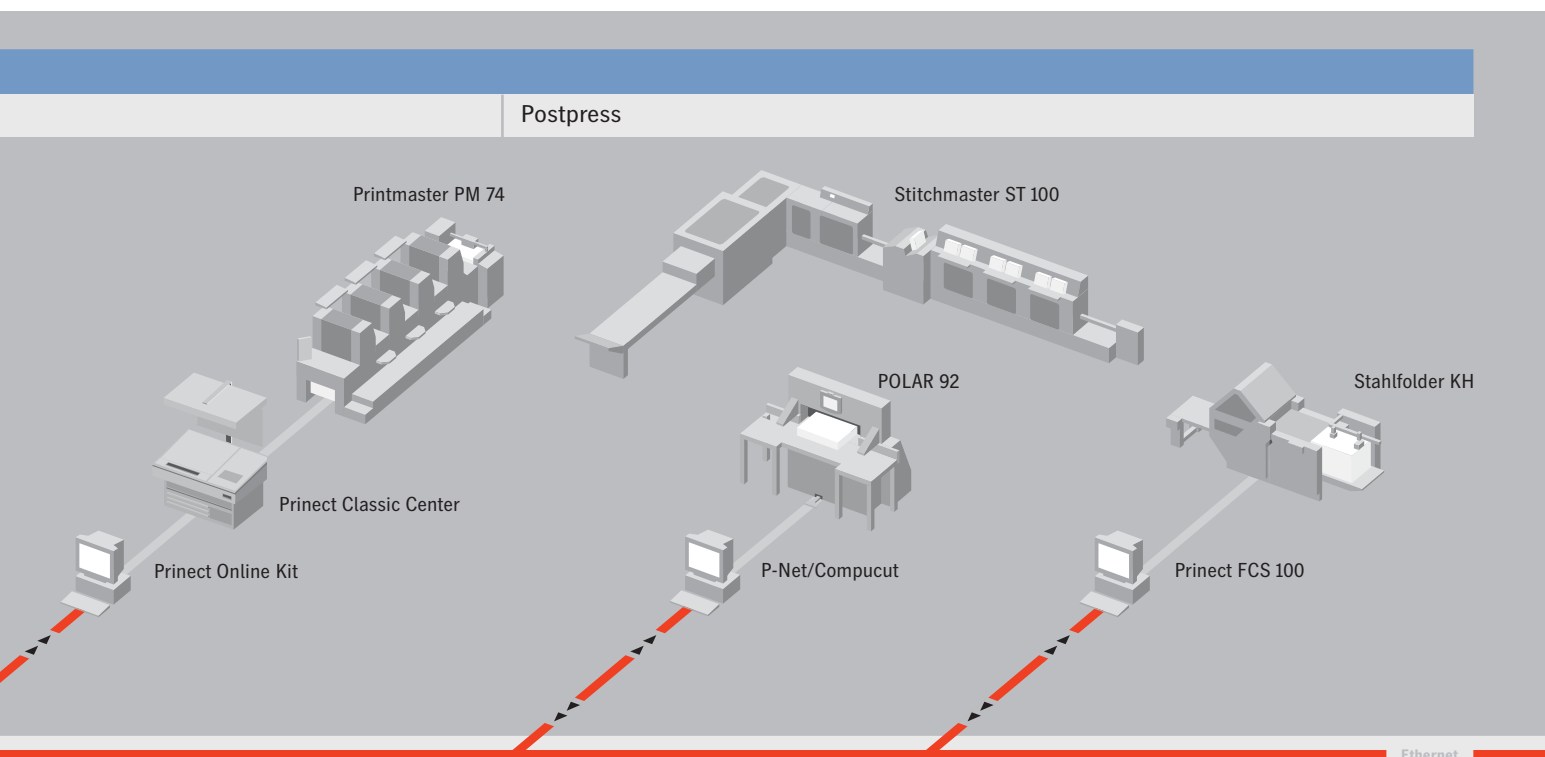 Postpress
Printmaster PM 74
Stitchmaster ST 100
POLAR 92
Stahlfolder KH
Prinect Classic Center
Prinect Online Kit
P-Net/Compucut
Prinect FCS 100
Ethernet